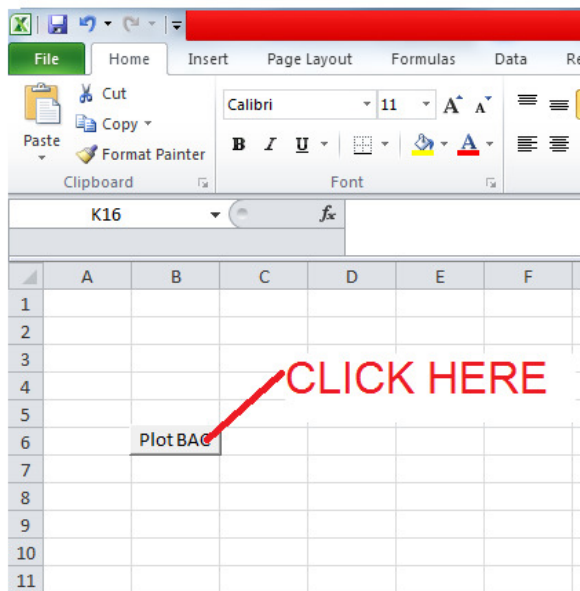 File Home Insert Page Layout Formulas Data Re
Cut
Calibri 11 A A
Copy
Paste
Format Painter
B I U A
Clipboard Font
K16 fx
A B C D E F
1
2
3
4
CLICK HERE
5
6 Plot BAC
7
8
9
10
11